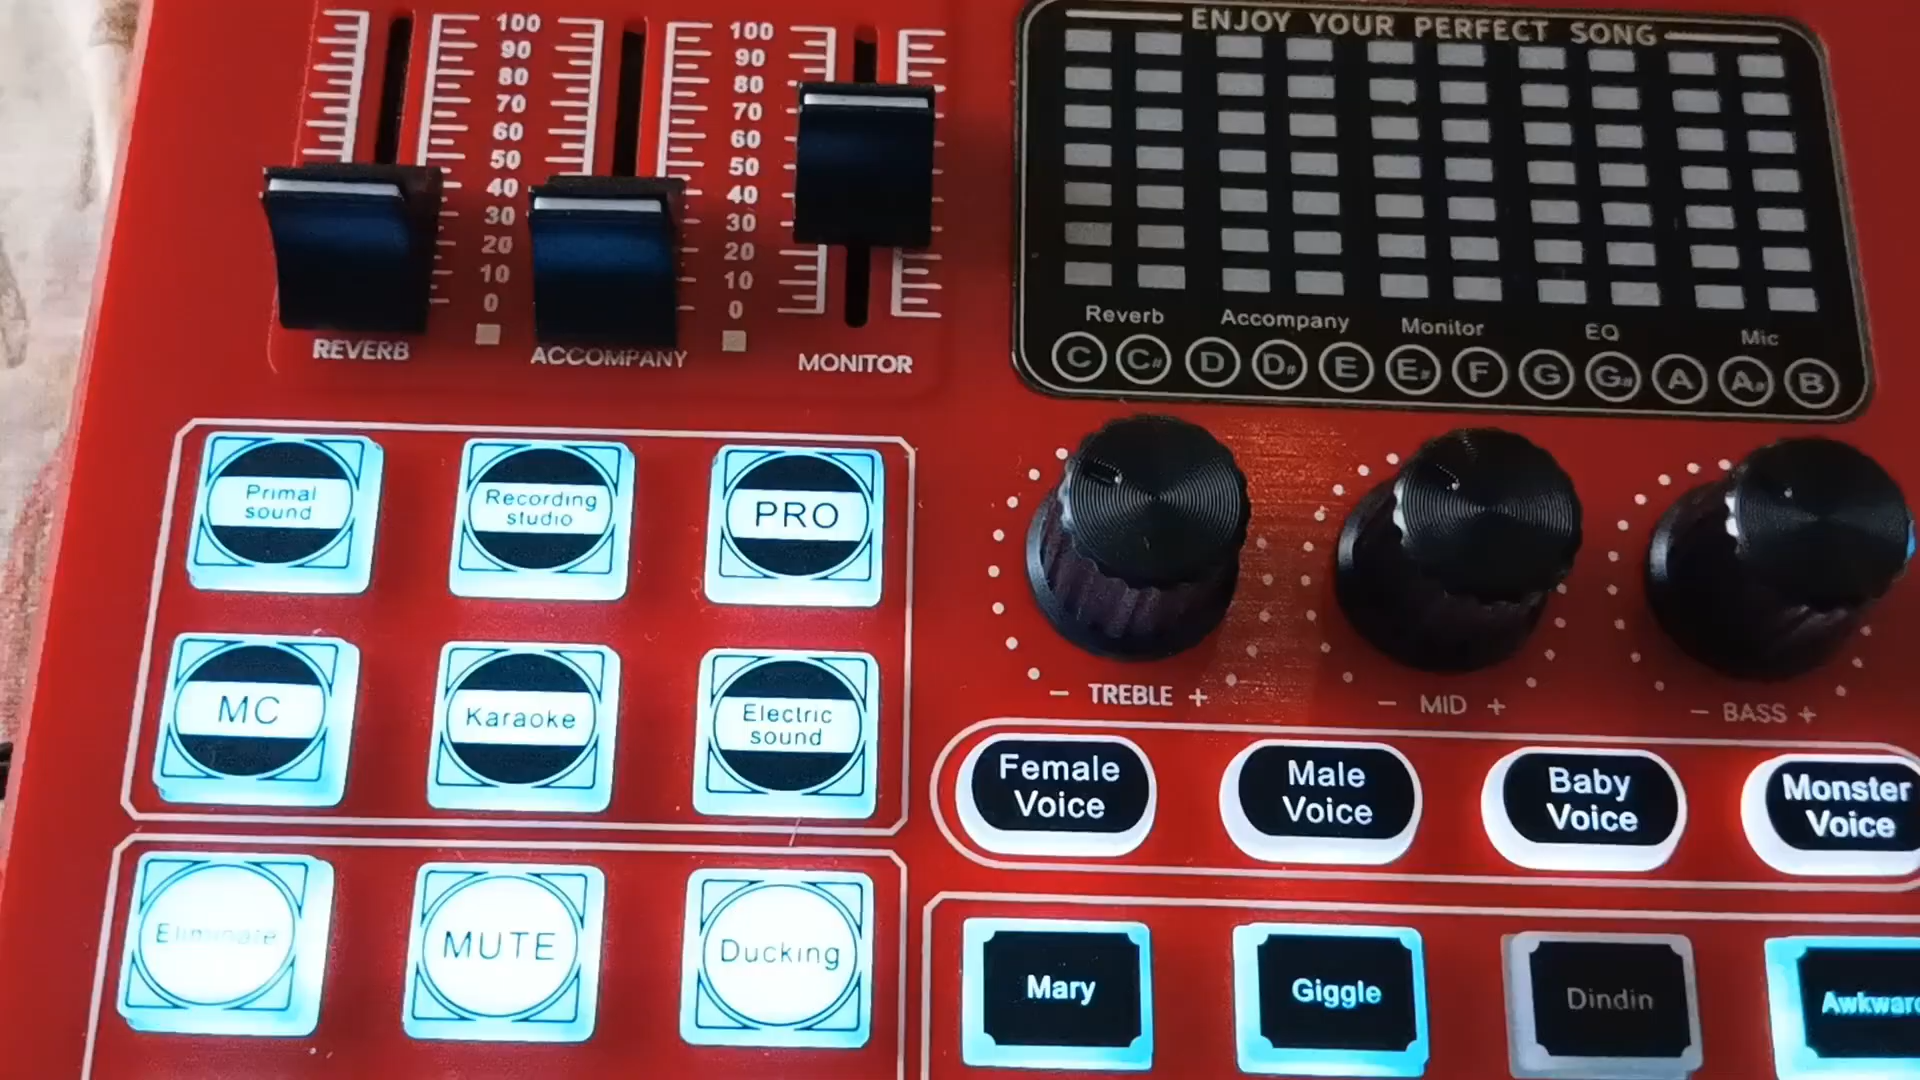 100 100
90 90
80 80
70 70
60 60
50 50
40 40
30 30
20 20
10 10
0 0
REVERB ACCOMPANY MONITOR
ENJOY YOUR PERFECT SONG
Reverb Accompany Monitor EQ Mic
C C# D D# E E# F G G# A A# B
- TREBLE + - MID + - BASS +
Primal
sound
Recording
studio
PRO
MC
Karaoke
Electric
sound
Female
Voice
Male
Voice
Baby
Voice
Monster
Voice
Eliminate
MUTE
Ducking
Mary
Giggle
Dindin
Awkward